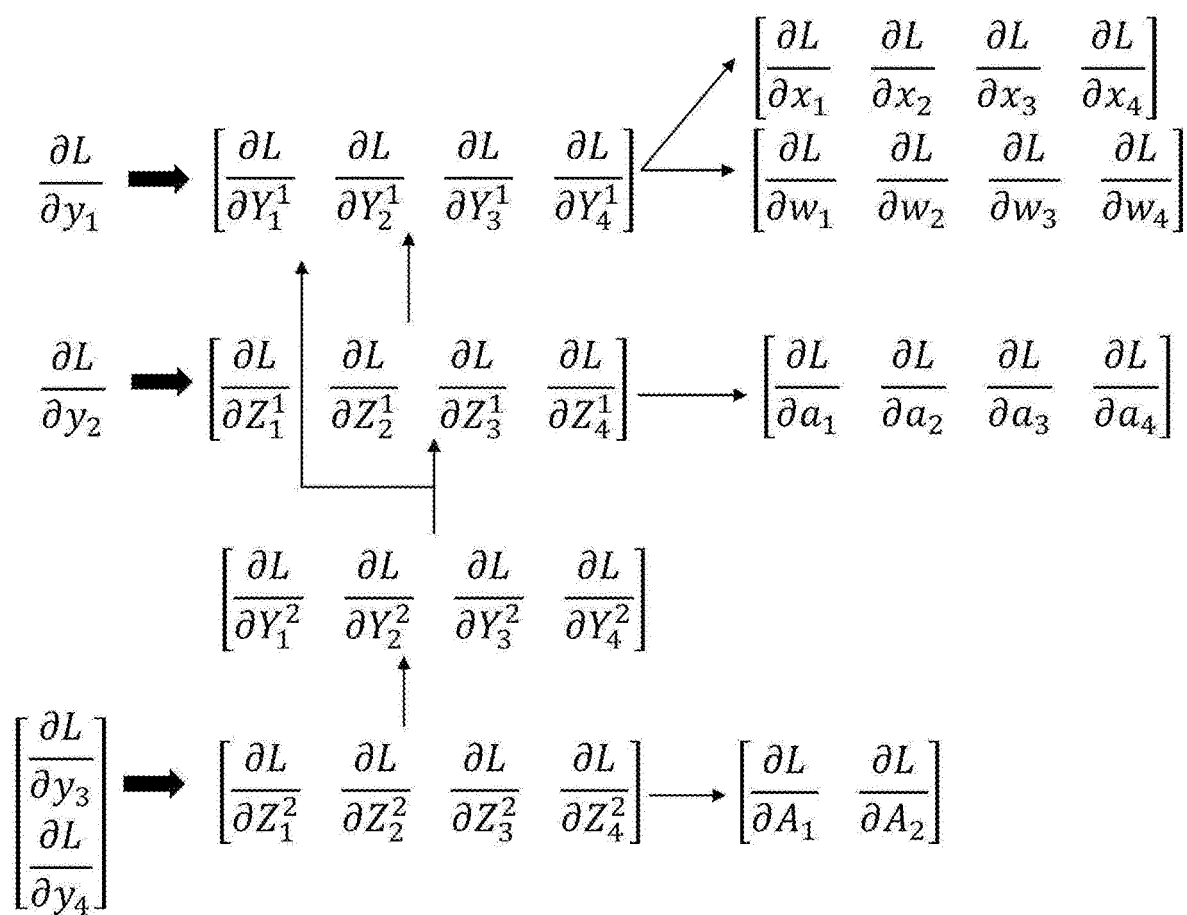 [∂L/∂x₁ ∂L/∂x₂ ∂L/∂x₃ ∂L/∂x₄]
∂L/∂y₁ ➡ [∂L/∂Y₁¹ ∂L/∂Y₂¹ ∂L/∂Y₃¹ ∂L/∂Y₄¹] → [∂L/∂w₁ ∂L/∂w₂ ∂L/∂w₃ ∂L/∂w₄]
∂L/∂y₂ ➡ [∂L/∂Z₁¹ ∂L/∂Z₂¹ ∂L/∂Z₃¹ ∂L/∂Z₄¹] → [∂L/∂a₁ ∂L/∂a₂ ∂L/∂a₃ ∂L/∂a₄]
[∂L/∂Y₁² ∂L/∂Y₂² ∂L/∂Y₃² ∂L/∂Y₄²]
[∂L/∂y₃ ∂L/∂y₄] ➡ [∂L/∂Z₁² ∂L/∂Z₂² ∂L/∂Z₃² ∂L/∂Z₄²] → [∂L/∂A₁ ∂L/∂A₂]